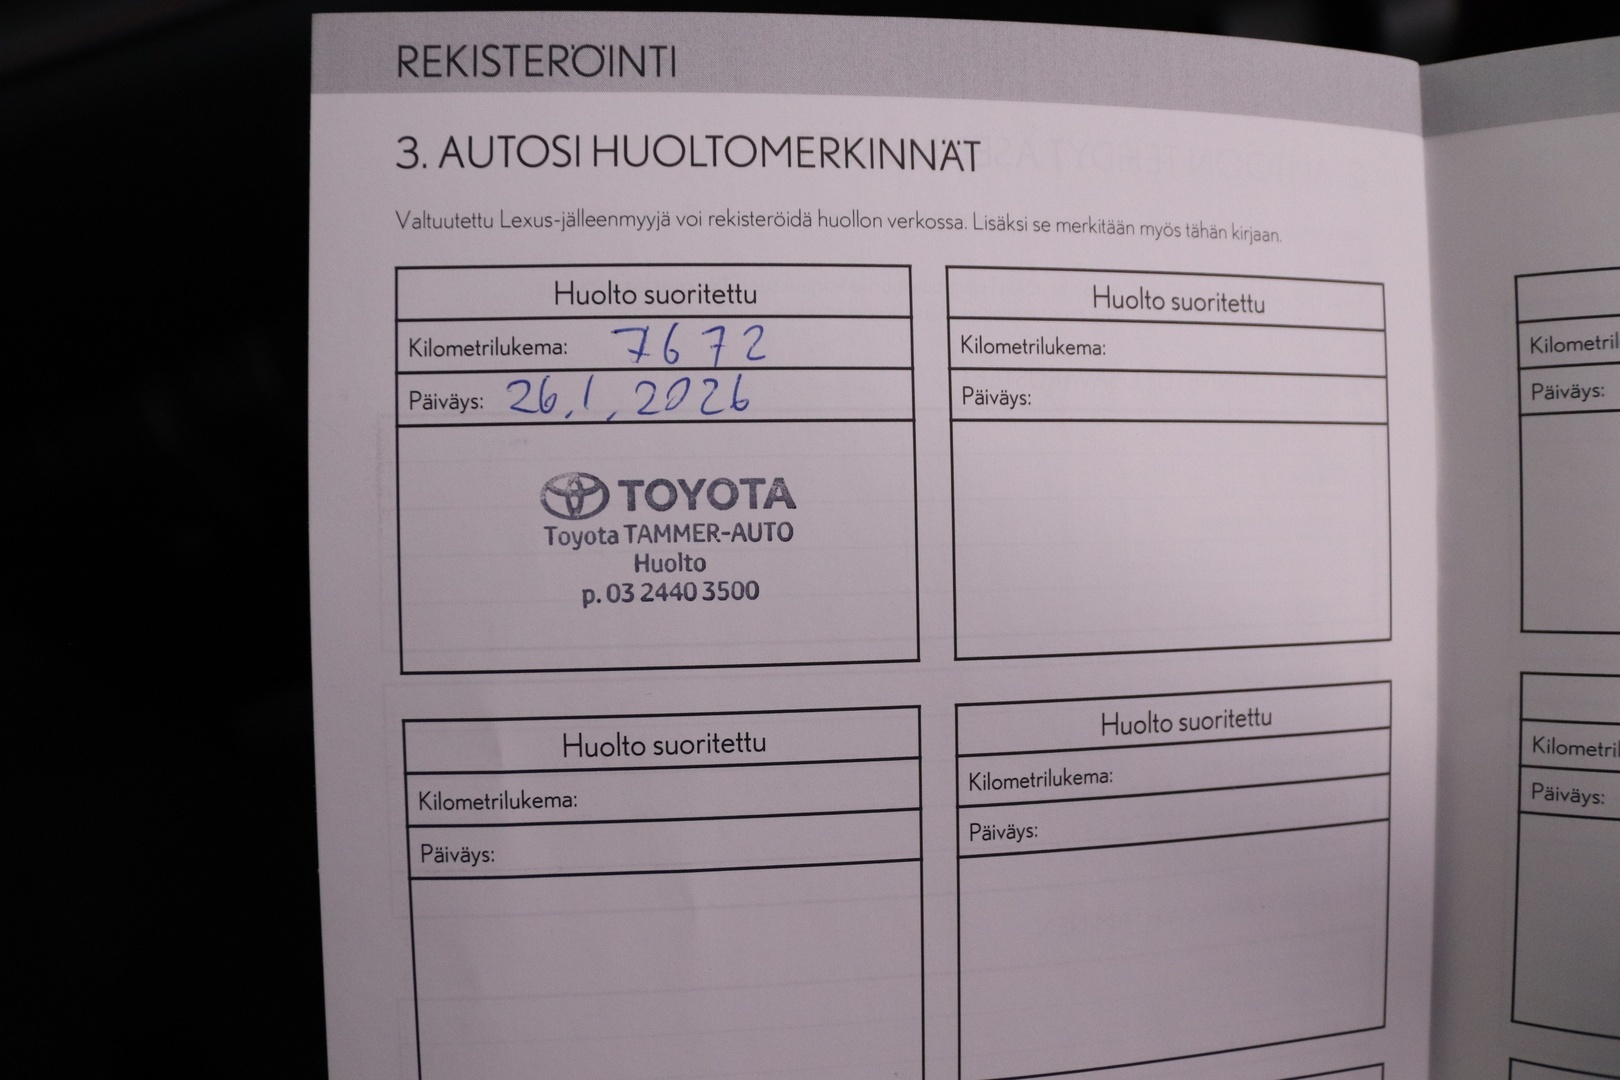 REKISTERÖINTI
3. AUTOSI HUOLTOMERKINNÄT
Valtuutettu Lexus-jälleenmyyjä voi rekisteröidä huollon verkossa. Lisäksi se merkitään myös tähän kirjaan.
Huolto suoritettu
Kilometrilukema: 7672
Päiväys: 26.1.2026
TOYOTA
Toyota TAMMER-AUTO
Huolto
p. 03 2440 3500
Huolto suoritettu
Kilometrilukema:
Päiväys:
Huolto suoritettu
Kilometrilukema:
Päiväys:
Huolto suoritettu
Kilometrilukema:
Päiväys:
Kilometril
Päiväys:
Kilometril
Päiväys: